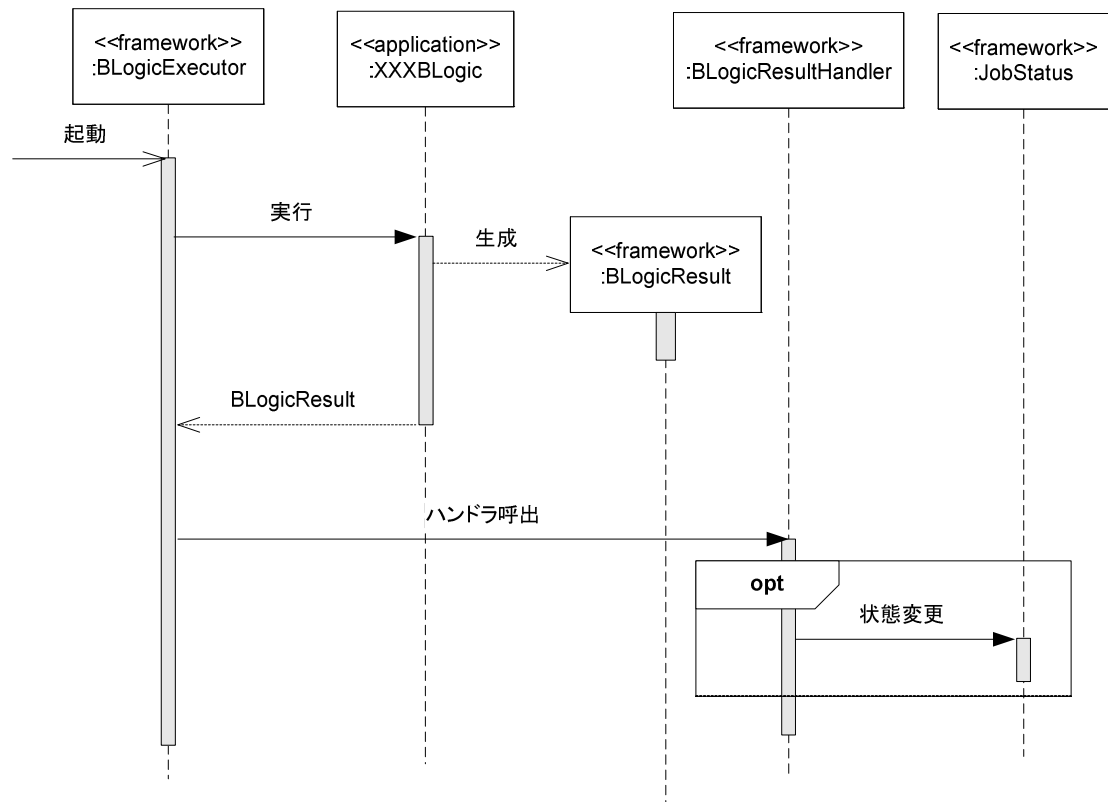 <<framework>>
:BLogicExecutor
<<application>>
:XXXBLogic
<<framework>>
:BLogicResultHandler
<<framework>>
:JobStatus
起動
実行
生成
<<framework>>
:BLogicResult
BLogicResult
ハンドラ呼出
opt
状態変更